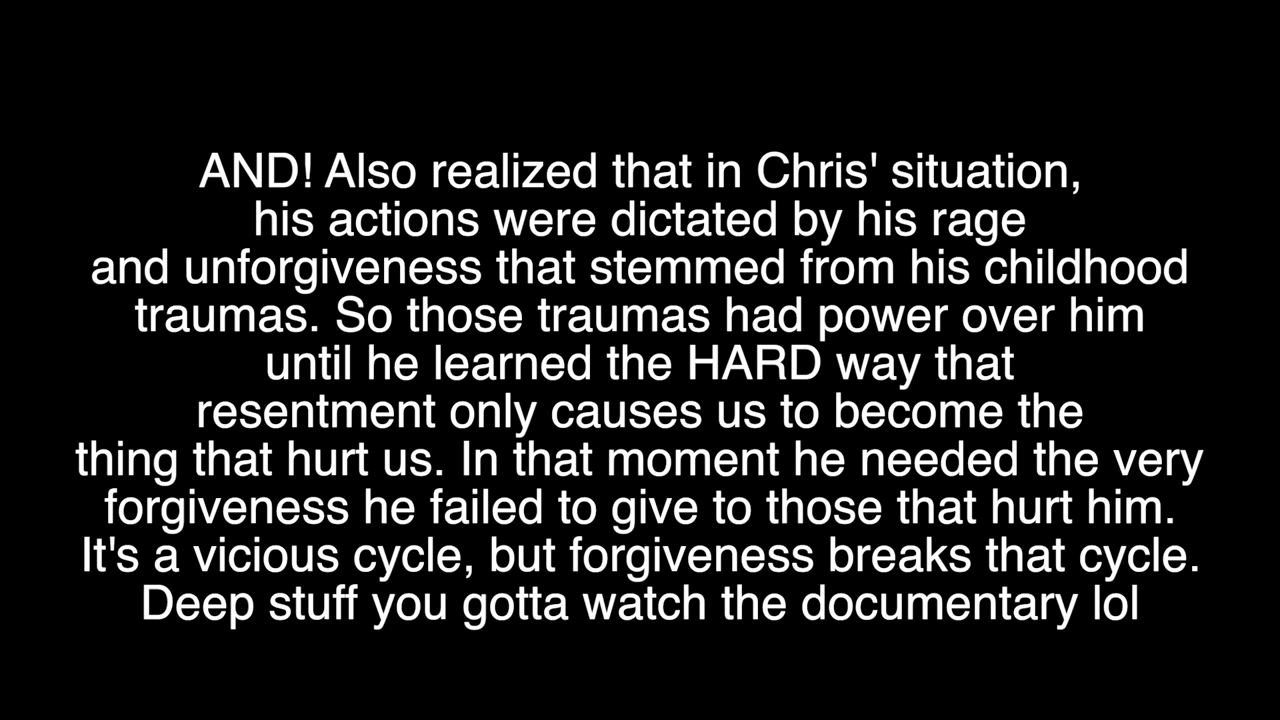 AND! Also realized that in Chris' situation,
his actions were dictated by his rage
and unforgiveness that stemmed from his childhood
traumas. So those traumas had power over him
until he learned the HARD way that
resentment only causes us to become the
thing that hurt us. In that moment he needed the very
forgiveness he failed to give to those that hurt him.
It's a vicious cycle, but forgiveness breaks that cycle.
Deep stuff you gotta watch the documentary lol